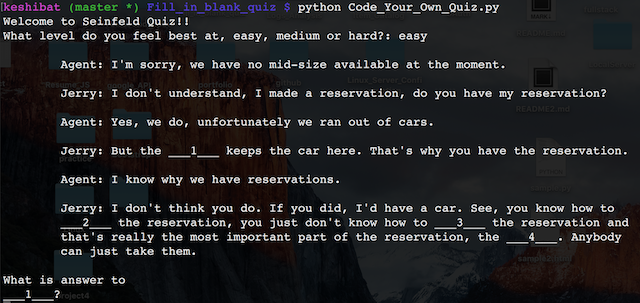 keshibat (master *) Fill_in_blank_quiz $ python Code_Your_Own_Quiz.py
Welcome to Seinfeld Quiz!!
What level do you feel best at, easy, medium or hard?: easy
Agent: I'm sorry, we have no mid-size available at the moment.
Jerry: I don't understand, I made a reservation, do you have my reservation?
Agent: Yes, we do, unfortunately we ran out of cars.
Jerry: But the ___1___ keeps the car here. That's why you have the reservation.
Agent: I know why we have reservations.
Jerry: I don't think you do. If you did, I'd have a car. See, you know how to
___2___ the reservation, you just don't know how to ___3___ the reservation and
that's really the most important part of the reservation, the ___4___. Anybody
can just take them.
What is answer to
___1___?